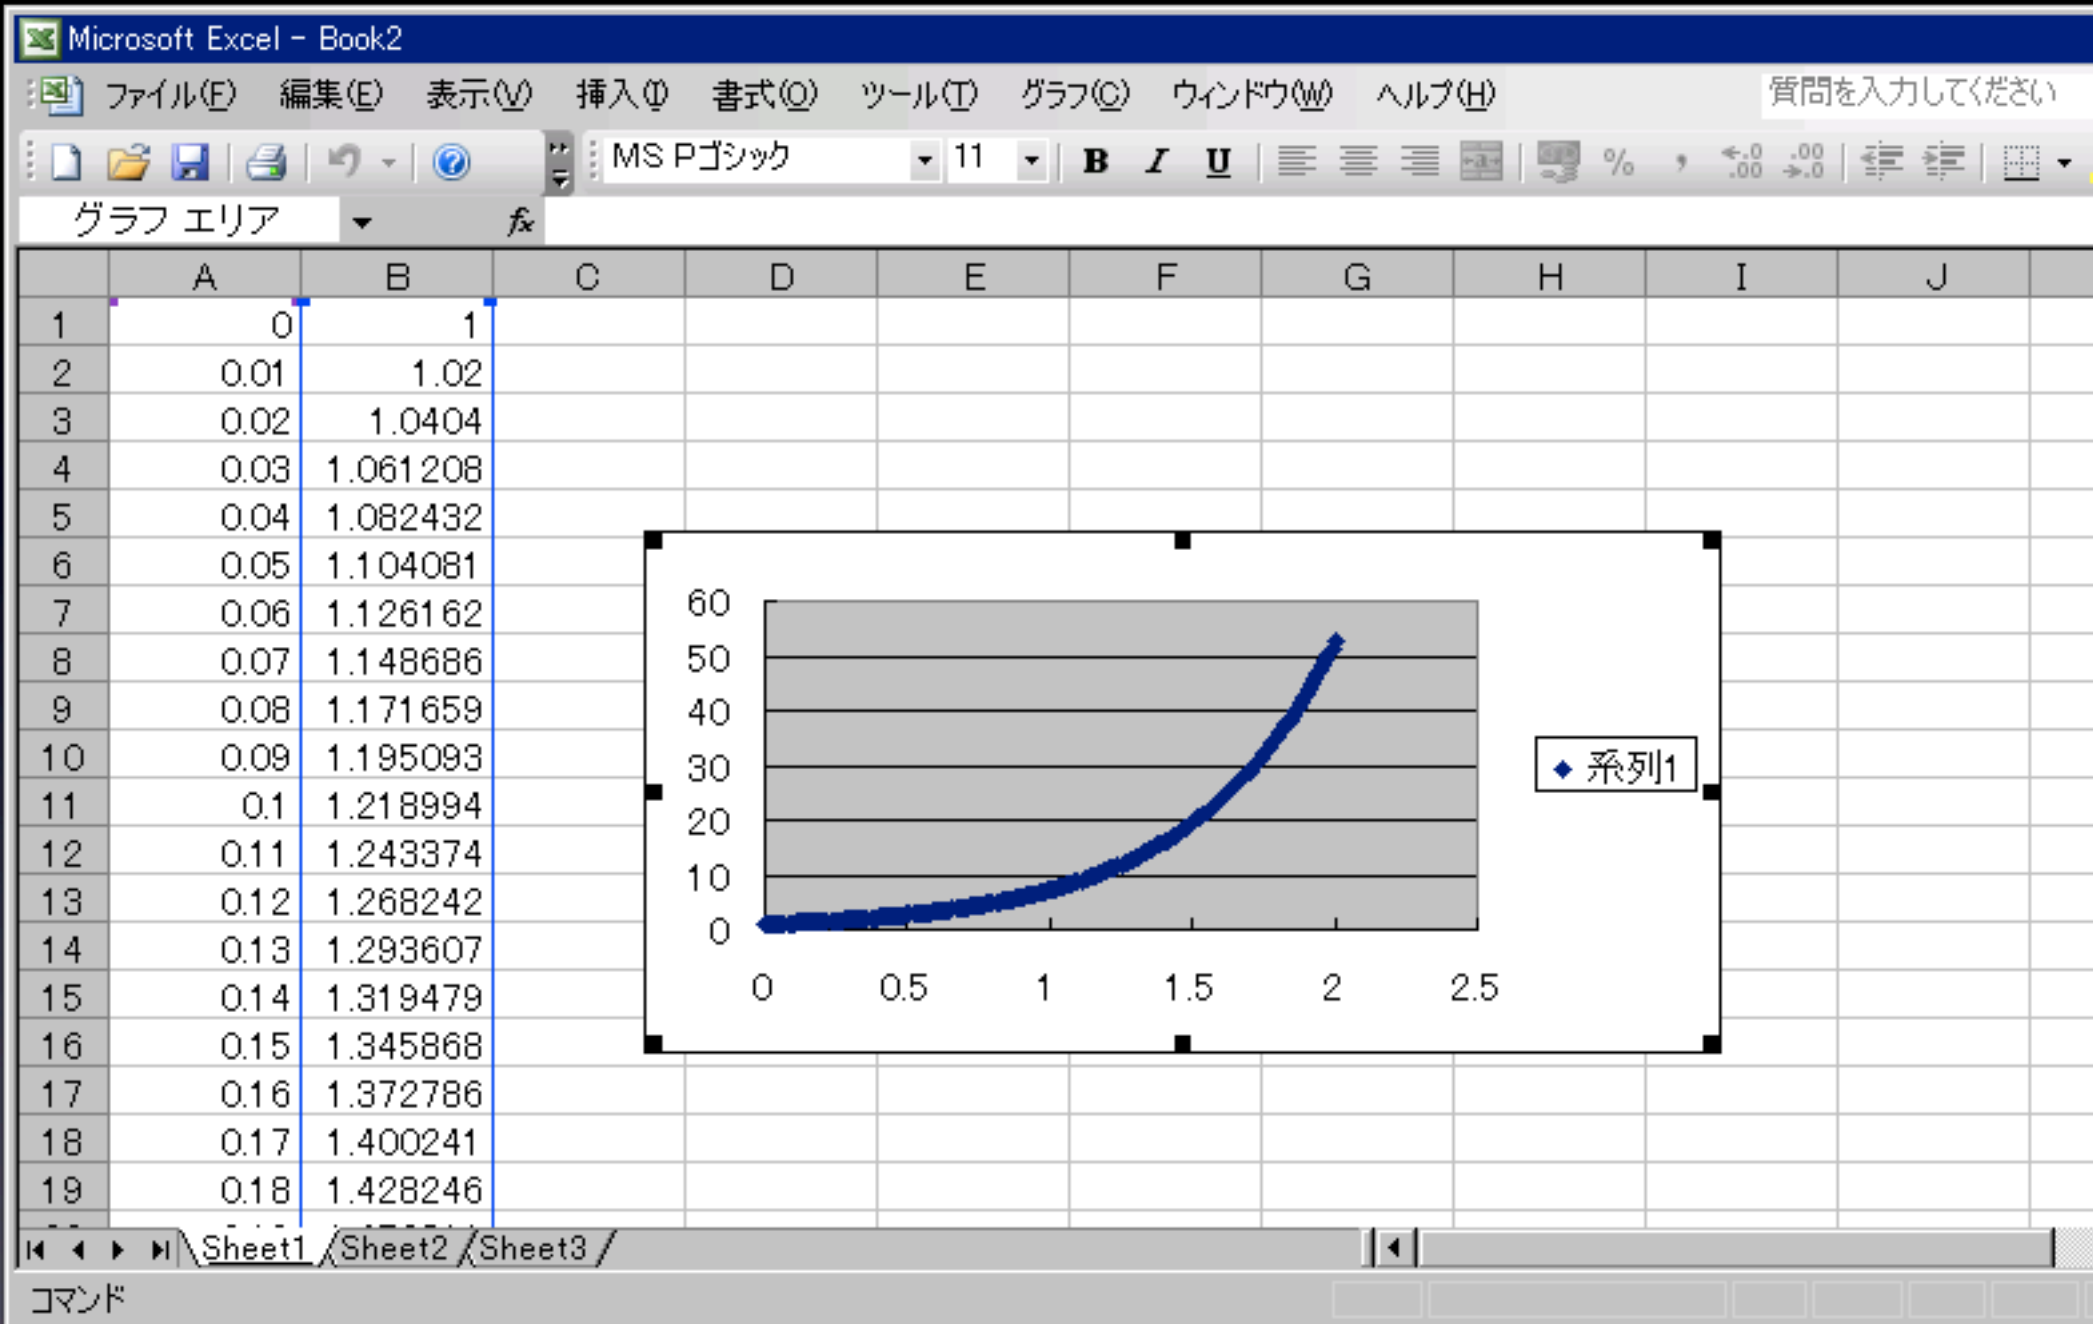 Microsoft Excel - Book2
ファイル(F) 編集(E) 表示(V) 挿入(I) 書式(O) ツール(T) グラフ(C) ウィンドウ(W) ヘルプ(H) 質問を入力してください
MS Pゴシック 11 B I U % , .0 .00 .00 .0
グラフ エリア fx
A B C D E F G H I J
1 0 1
2 0.01 1.02
3 0.02 1.0404
4 0.03 1.061208
5 0.04 1.082432
6 0.05 1.104081
7 0.06 1.126162
8 0.07 1.148686
9 0.08 1.171659
10 0.09 1.195093
11 0.1 1.218994
12 0.11 1.243374
13 0.12 1.268242
14 0.13 1.293607
15 0.14 1.319479
16 0.15 1.345868
17 0.16 1.372786
18 0.17 1.400241
19 0.18 1.428246
60
50
40
30
20
10
0
0 0.5 1 1.5 2 2.5
系列1
Sheet1 Sheet2 Sheet3
コマンド